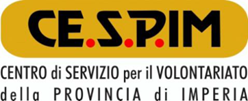 CE.S.P.IM
CENTRO di SERVIZIO per il VOLONTARIATO
della PROVINCIA di IMPERIA